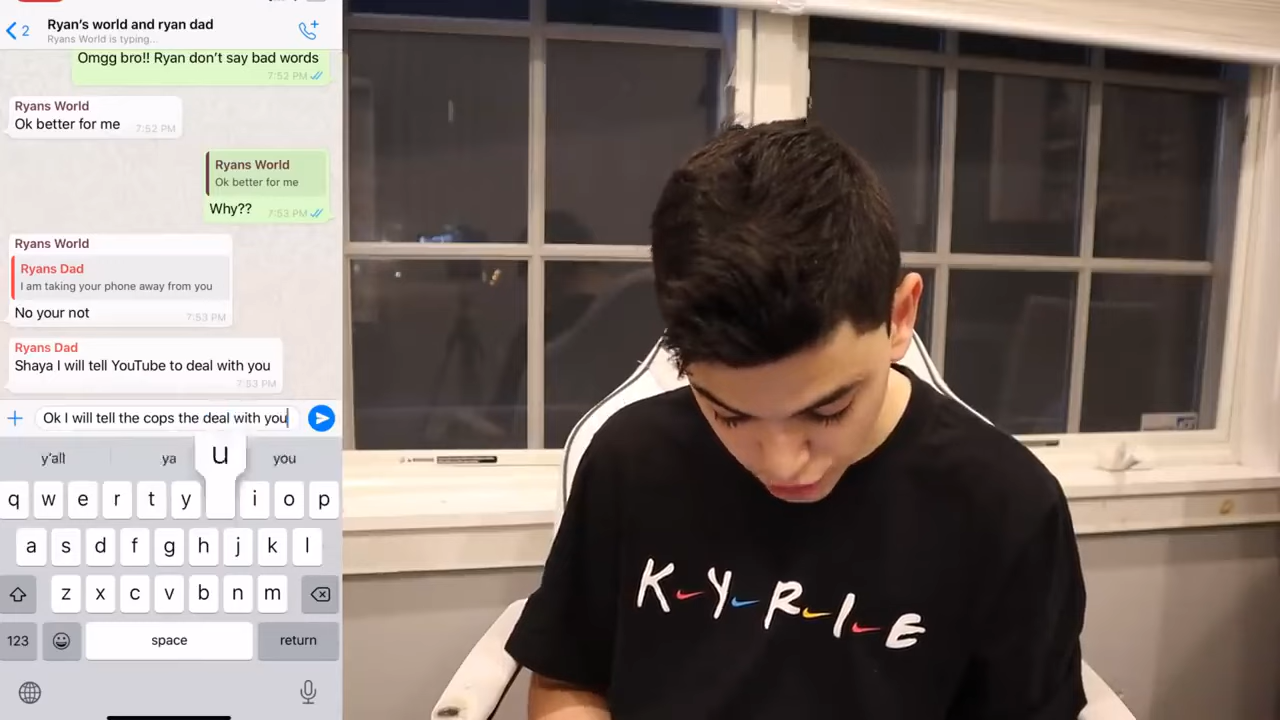 2
Ryan's world and ryan dad
Ryans World is typing...
Omgg bro!! Ryan don't say bad words
7:52 PM
Ryans World
Ok better for me
7:52 PM
Ryans World
Ok better for me
Why??
7:53 PM
Ryans World
Ryans Dad
I am taking your phone away from you
No your not
7:53 PM
Ryans Dad
Shaya I will tell YouTube to deal with you
7:53 PM
Ok I will tell the cops the deal with you
y'all ya u you
q w e r t y i o p
a s d f g h j k l
z x c v b n m
123 space return
KYRIE